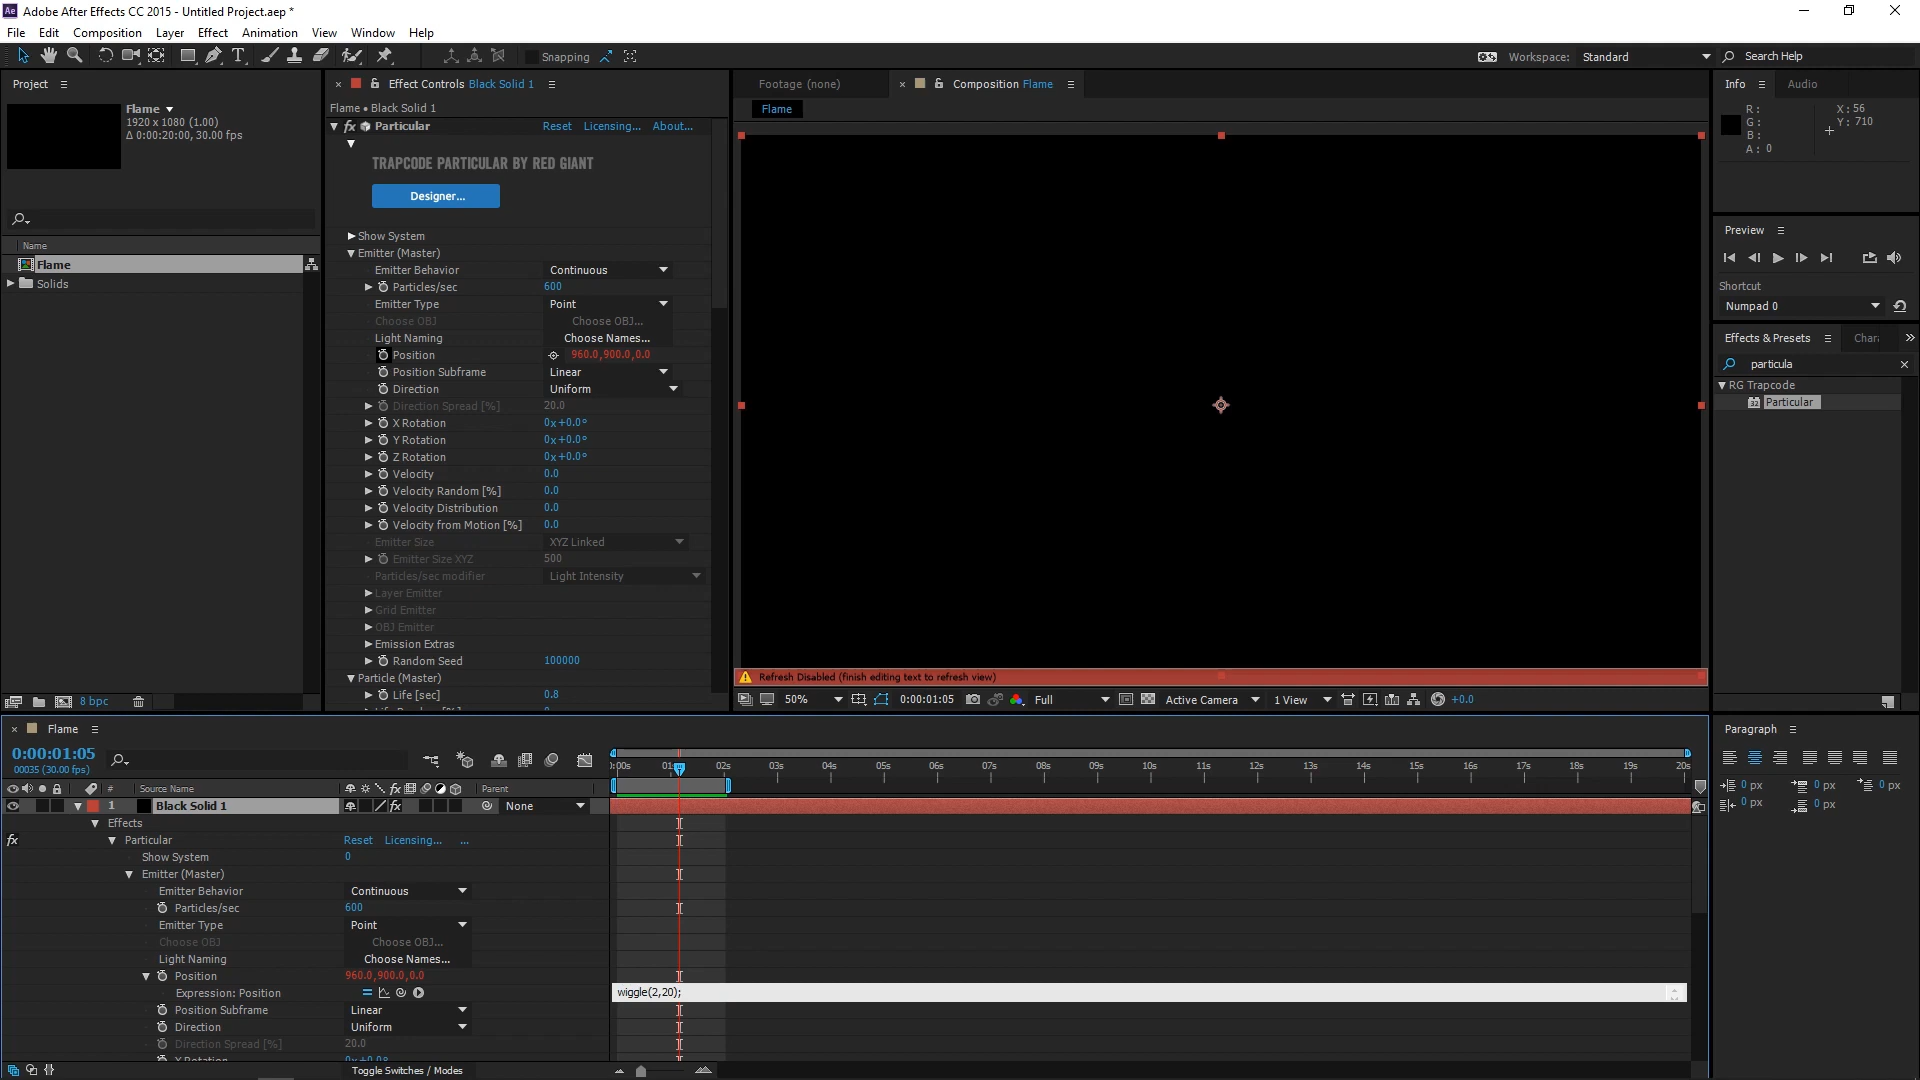 Adobe After Effects CC 2015 - Untitled Project.aep *
File Edit Composition Layer Effect Animation View Window Help
Snapping
Workspace: Standard
Search Help
Project
Flame
1920 x 1080 (1.00)
Δ 0:00:20:00, 30.00 fps
Name
Flame
Solids
8 bpc
Effect Controls Black Solid 1
Flame • Black Solid 1
fx Particular Reset Licensing... About...
TRAPCODE PARTICULAR BY RED GIANT
Designer...
Show System
Emitter (Master)
Emitter Behavior Continuous
Particles/sec 600
Emitter Type Point
Choose OBJ Choose OBJ...
Light Naming Choose Names...
Position 960.0,900.0,0.0
Position Subframe Linear
Direction Uniform
Direction Spread [%] 20.0
X Rotation 0x+0.0°
Y Rotation 0x+0.0°
Z Rotation 0x+0.0°
Velocity 0.0
Velocity Random [%] 0.0
Velocity Distribution 0.0
Velocity from Motion [%] 0.0
Emitter Size XYZ Linked
Emitter Size XYZ 500
Particles/sec modifier Light Intensity
Layer Emitter
Grid Emitter
OBJ Emitter
Emission Extras
Random Seed 100000
Particle (Master)
Life [sec] 0.8
Footage (none)
Composition Flame
Flame
Refresh Disabled (finish editing text to refresh view)
50% 0:00:01:05 Full Active Camera 1 View +0.0
Info Audio
R: X: 56
G: Y: 710
B:
A: 0
Preview
Shortcut
Numpad 0
Effects & Presets Char
particula
RG Trapcode
32 Particular
Paragraph
0 px 0 px 0 px
0 px 0 px
Flame
0:00:01:05
00035 (30.00 fps)
# Source Name fx Parent
1 Black Solid 1 fx None
Effects
fx Particular Reset Licensing... ...
Show System 0
Emitter (Master)
Emitter Behavior Continuous
Particles/sec 600
Emitter Type Point
Choose OBJ Choose OBJ...
Light Naming Choose Names...
Position 960.0,900.0,0.0
Expression: Position wiggle(2,20);
Position Subframe Linear
Direction Uniform
Direction Spread [%] 20.0
X Rotation 0x+0.0°
Toggle Switches / Modes
):00s 01 02s 03s 04s 05s 06s 07s 08s 09s 10s 11s 12s 13s 14s 15s 16s 17s 18s 19s 20s